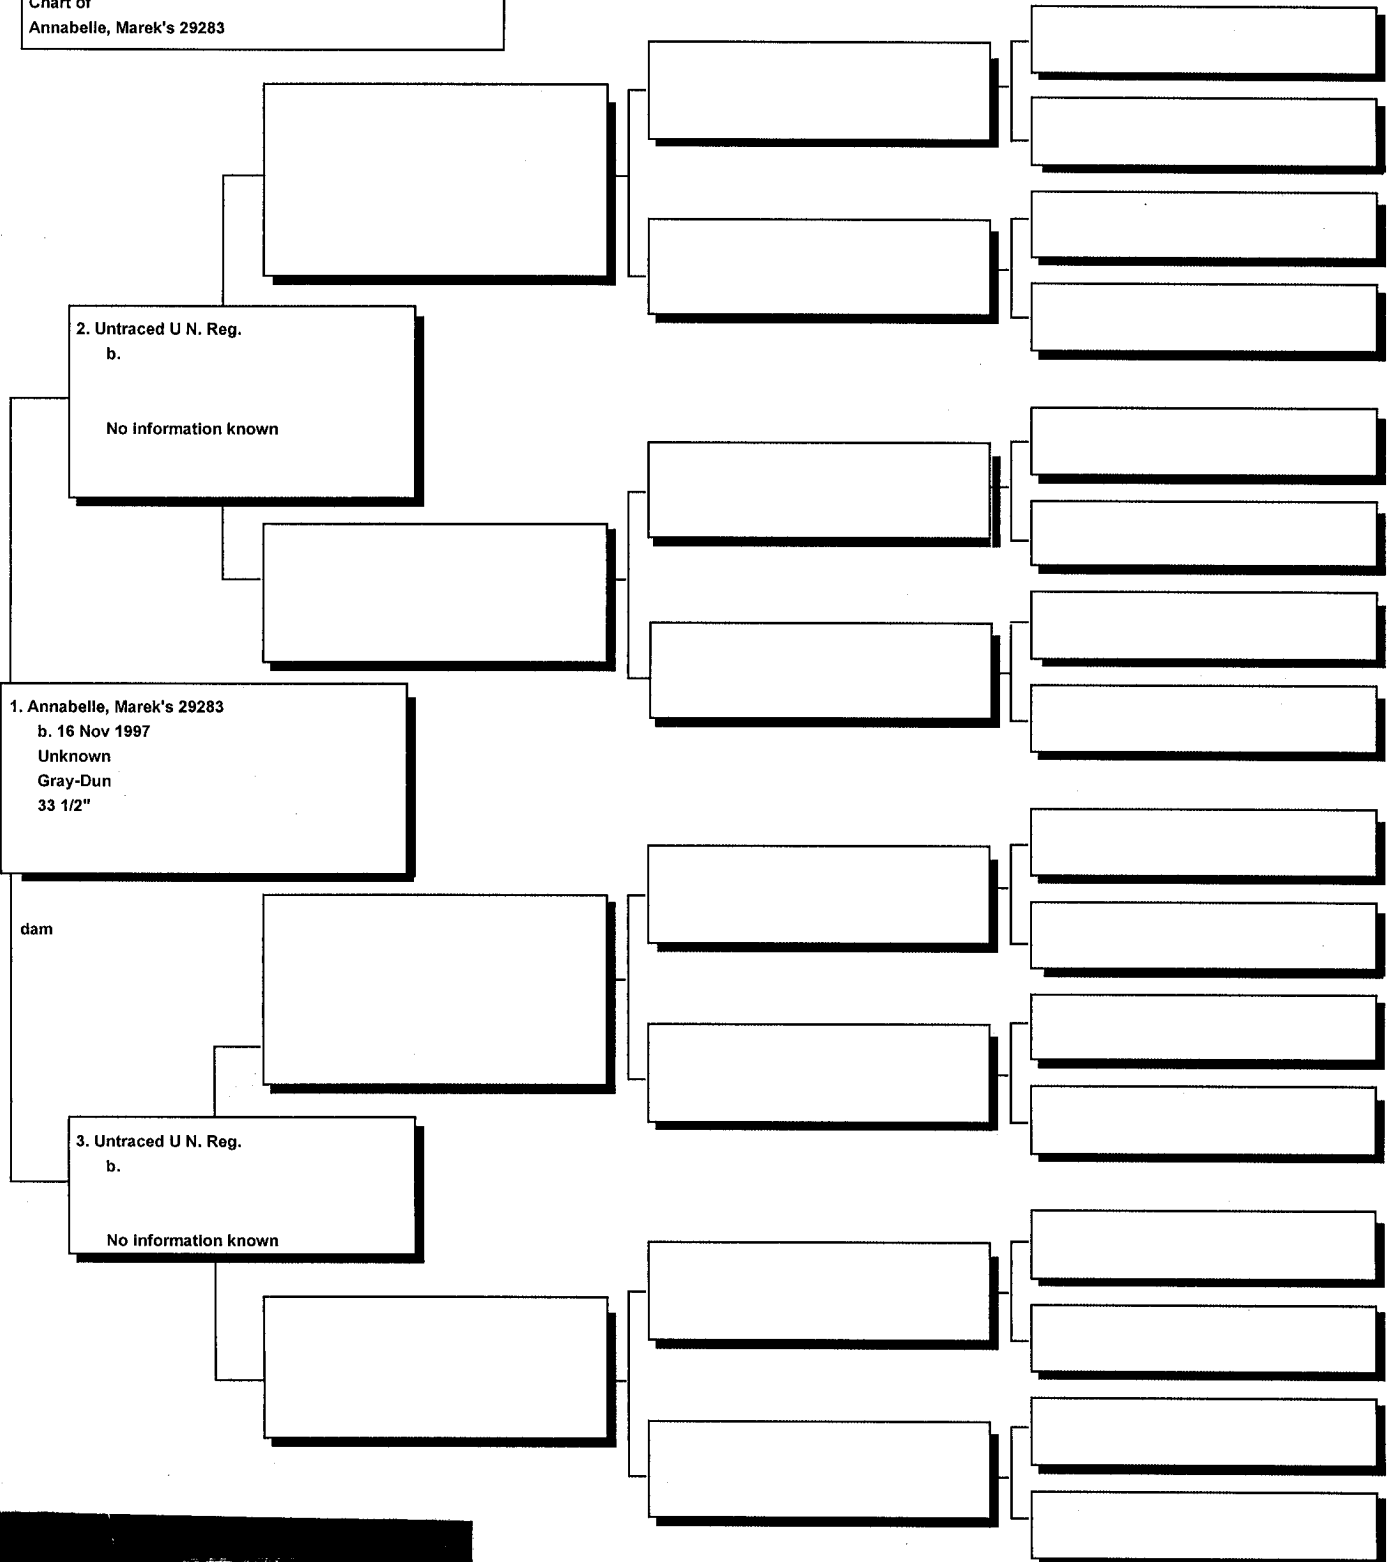 Chart of
Annabelle, Marek's 29283
2. Untraced U N. Reg.
b.
No information known
1. Annabelle, Marek's 29283
b. 16 Nov 1997
Unknown
Gray-Dun
33 1/2"
dam
3. Untraced U N. Reg.
b.
No information known